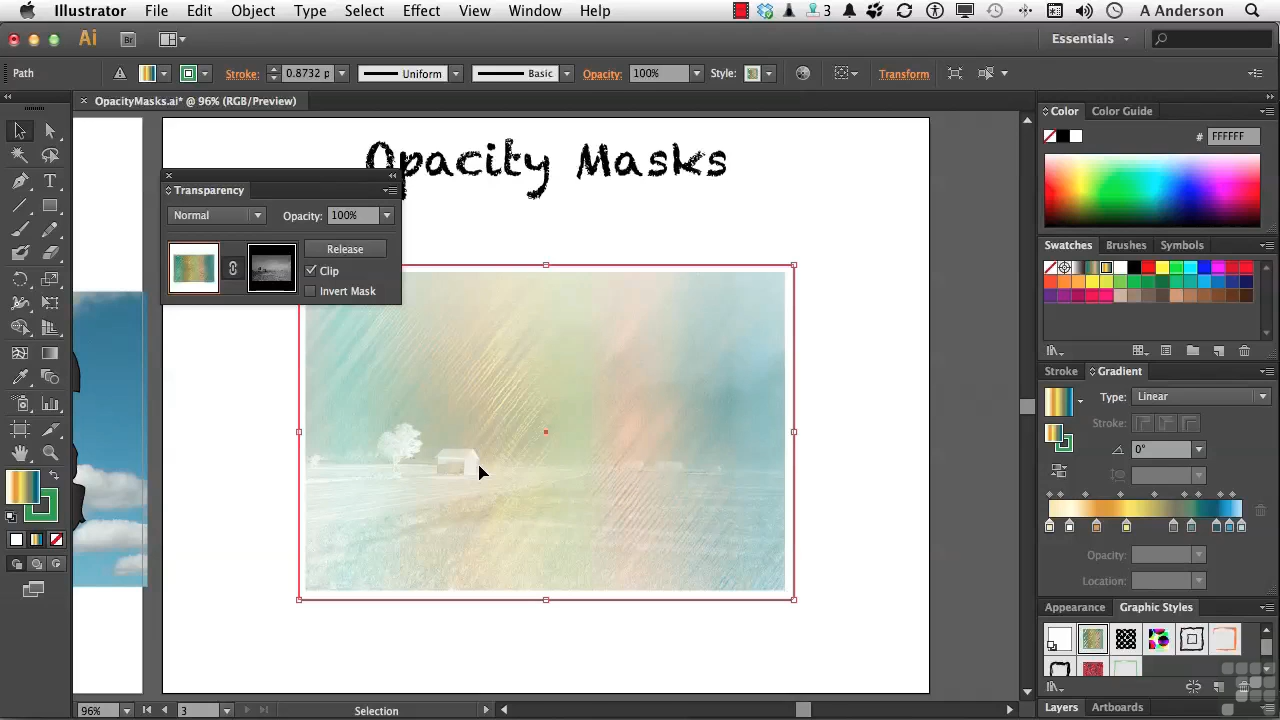 Illustrator File Edit Object Type Select Effect View Window Help 3 A Anderson
Ai Br Essentials
Path Stroke: 0.8732 p Uniform Basic Opacity: 100% Style: Transform
OpacityMasks.ai* @ 96% (RGB/Preview)
Opacity Masks
Transparency
Normal Opacity: 100%
Release
Clip
Invert Mask
Color Color Guide
# FFFFFF
Swatches Brushes Symbols
Stroke Gradient
Type: Linear
Stroke:
0°
Opacity:
Location:
Appearance Graphic Styles
Layers Artboards
96% 3 Selection